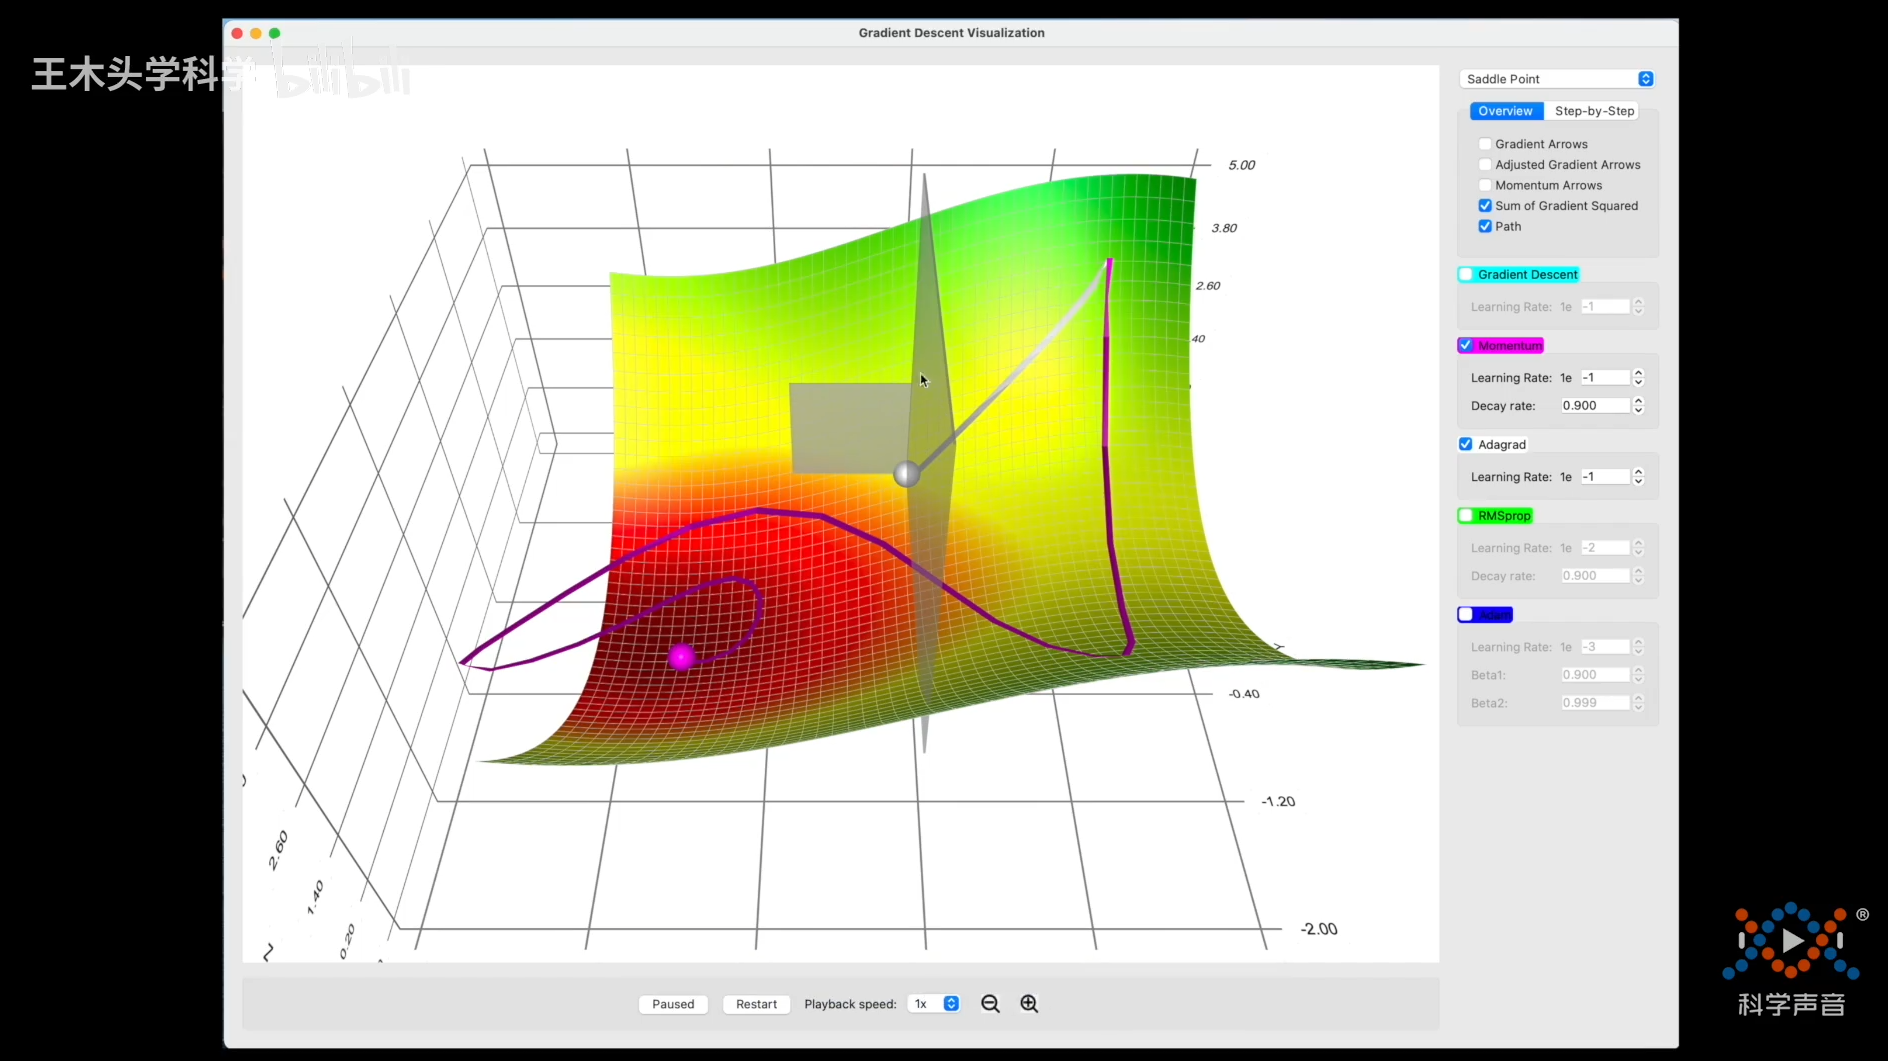 Gradient Descent Visualization
王木头学科学
bilibili
Saddle Point
Overview
Step-by-Step
Gradient Arrows
Adjusted Gradient Arrows
Momentum Arrows
Sum of Gradient Squared
Path
Gradient Descent
Learning Rate: 1e -1
Momentum
Learning Rate: 1e -1
Decay rate: 0.900
Adagrad
Learning Rate: 1e -1
RMSprop
Learning Rate: 1e -2
Decay rate: 0.900
Adam
Learning Rate: 1e -3
Beta1: 0.900
Beta2: 0.999
5.00
3.80
2.60
40
Y
-0.40
-1.20
-2.00
2.60
1.40
0.20
Paused
Restart
Playback speed: 1x
®
科学声音